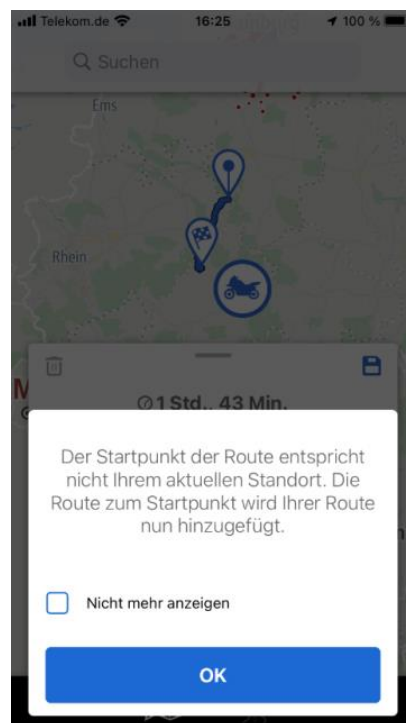 Telekom.de 16:25 100 %
Suchen
Ems
Rhein
1 Std., 43 Min.
Der Startpunkt der Route entspricht
nicht Ihrem aktuellen Standort. Die
Route zum Startpunkt wird Ihrer Route
nun hinzugefügt.
Nicht mehr anzeigen
OK